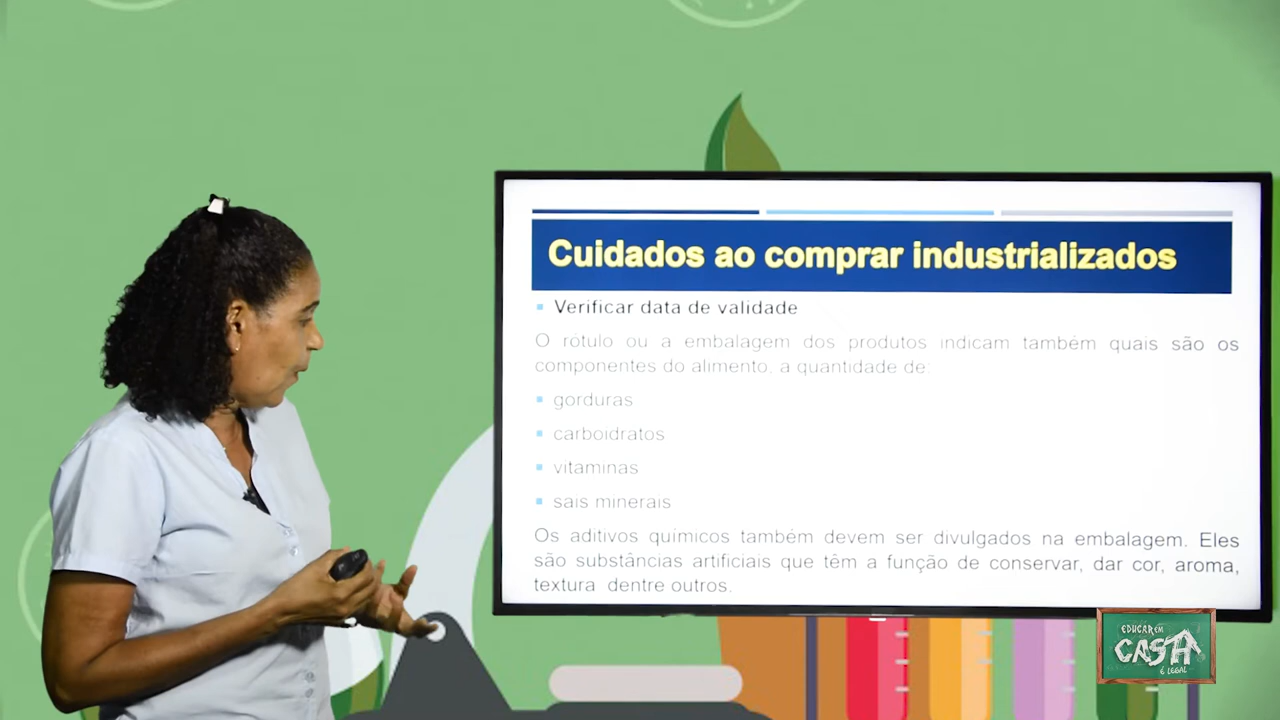 Cuidados ao comprar industrializados
Verificar data de validade
O rótulo ou a embalagem dos produtos indicam também quais são os
componentes do alimento, a quantidade de:
gorduras
carboidratos
vitaminas
sais minerais
Os aditivos químicos também devem ser divulgados na embalagem. Eles
são substâncias artificiais que têm a função de conservar, dar cor, aroma,
textura dentre outros.
EDUCAR EM
CASA
É LEGAL